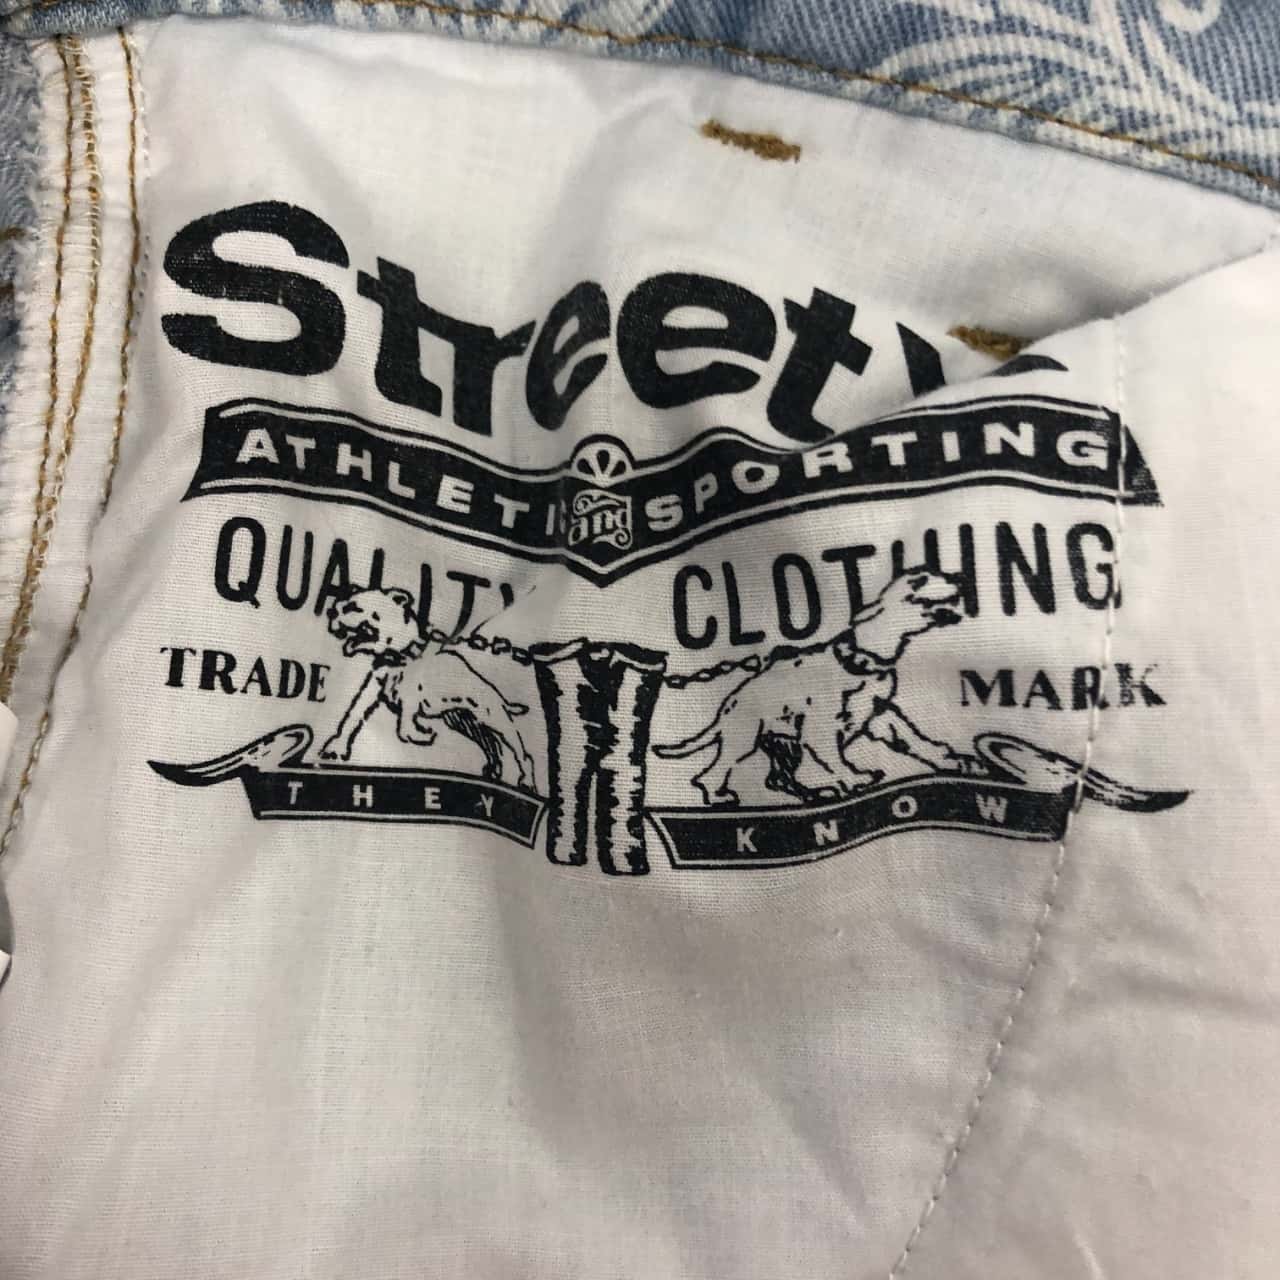 Street
ATHLETIC and SPORTING
QUALITY CLOTHING
TRADE MARK
THEY KNOW